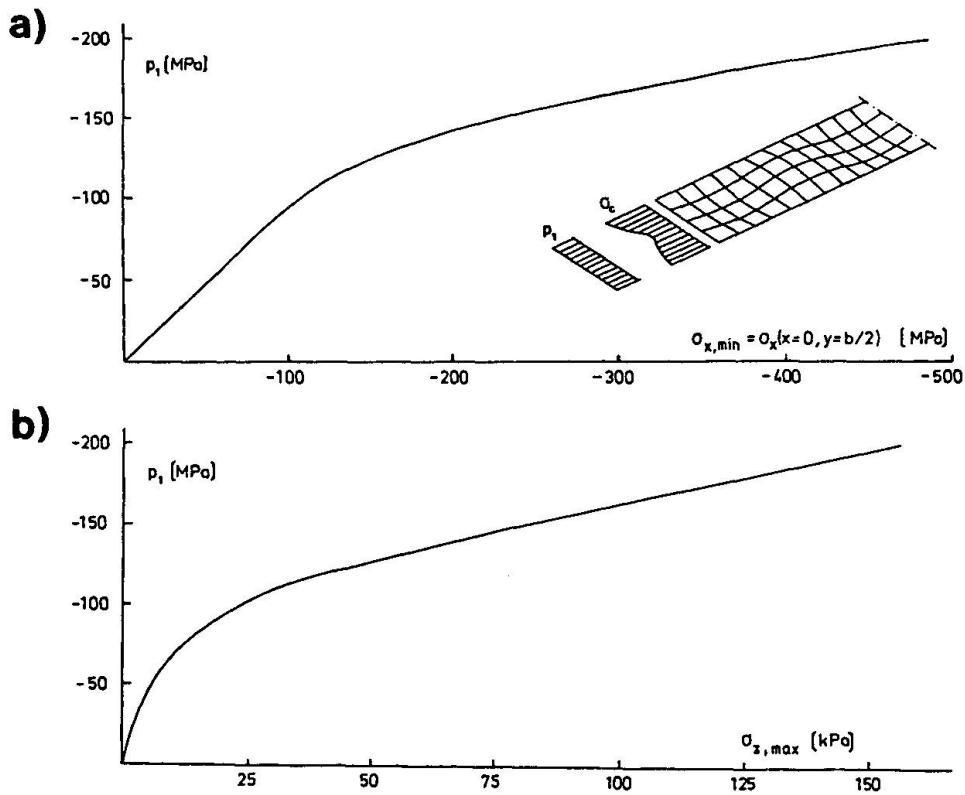 a)
-200
p₁ [MPa]
-150
-100
-50
σc
p₁
σx,min = σx(x=0, y=b/2) [MPa]
-100 -200 -300 -400 -500
b)
-200
p₁ [MPa]
-150
-100
-50
σz,max [kPa]
25 50 75 100 125 150